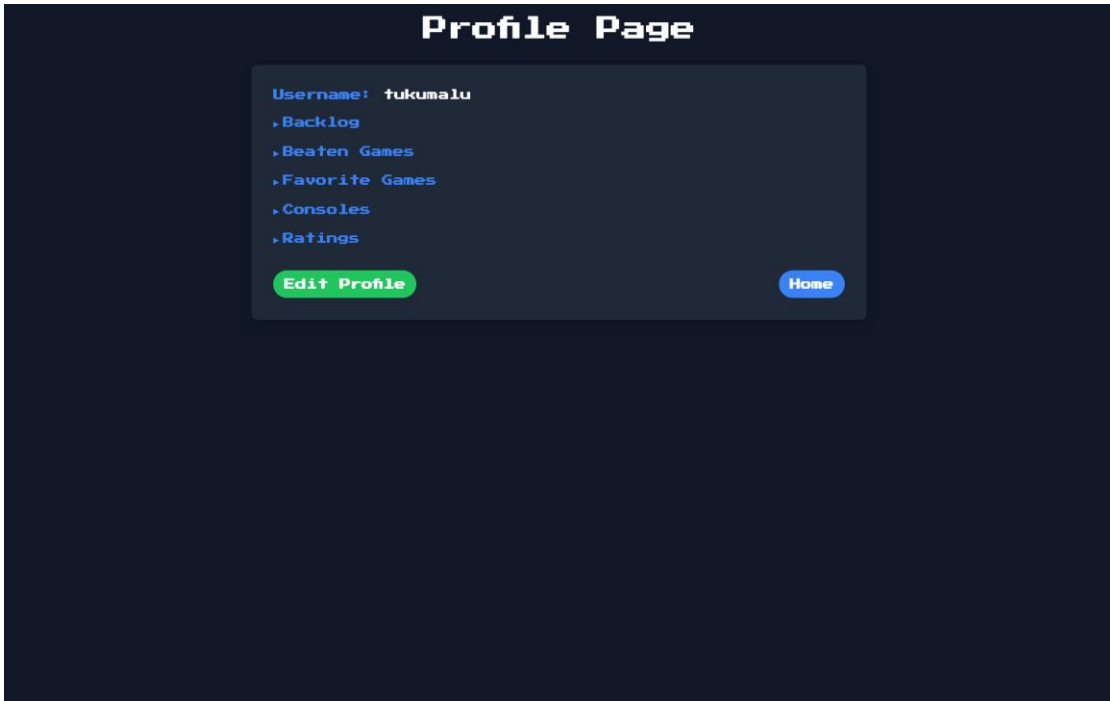 Profile Page
Username: tukumalu
▸Backlog
▸Beaten Games
▸Favorite Games
▸Consoles
▸Ratings
Edit Profile
Home